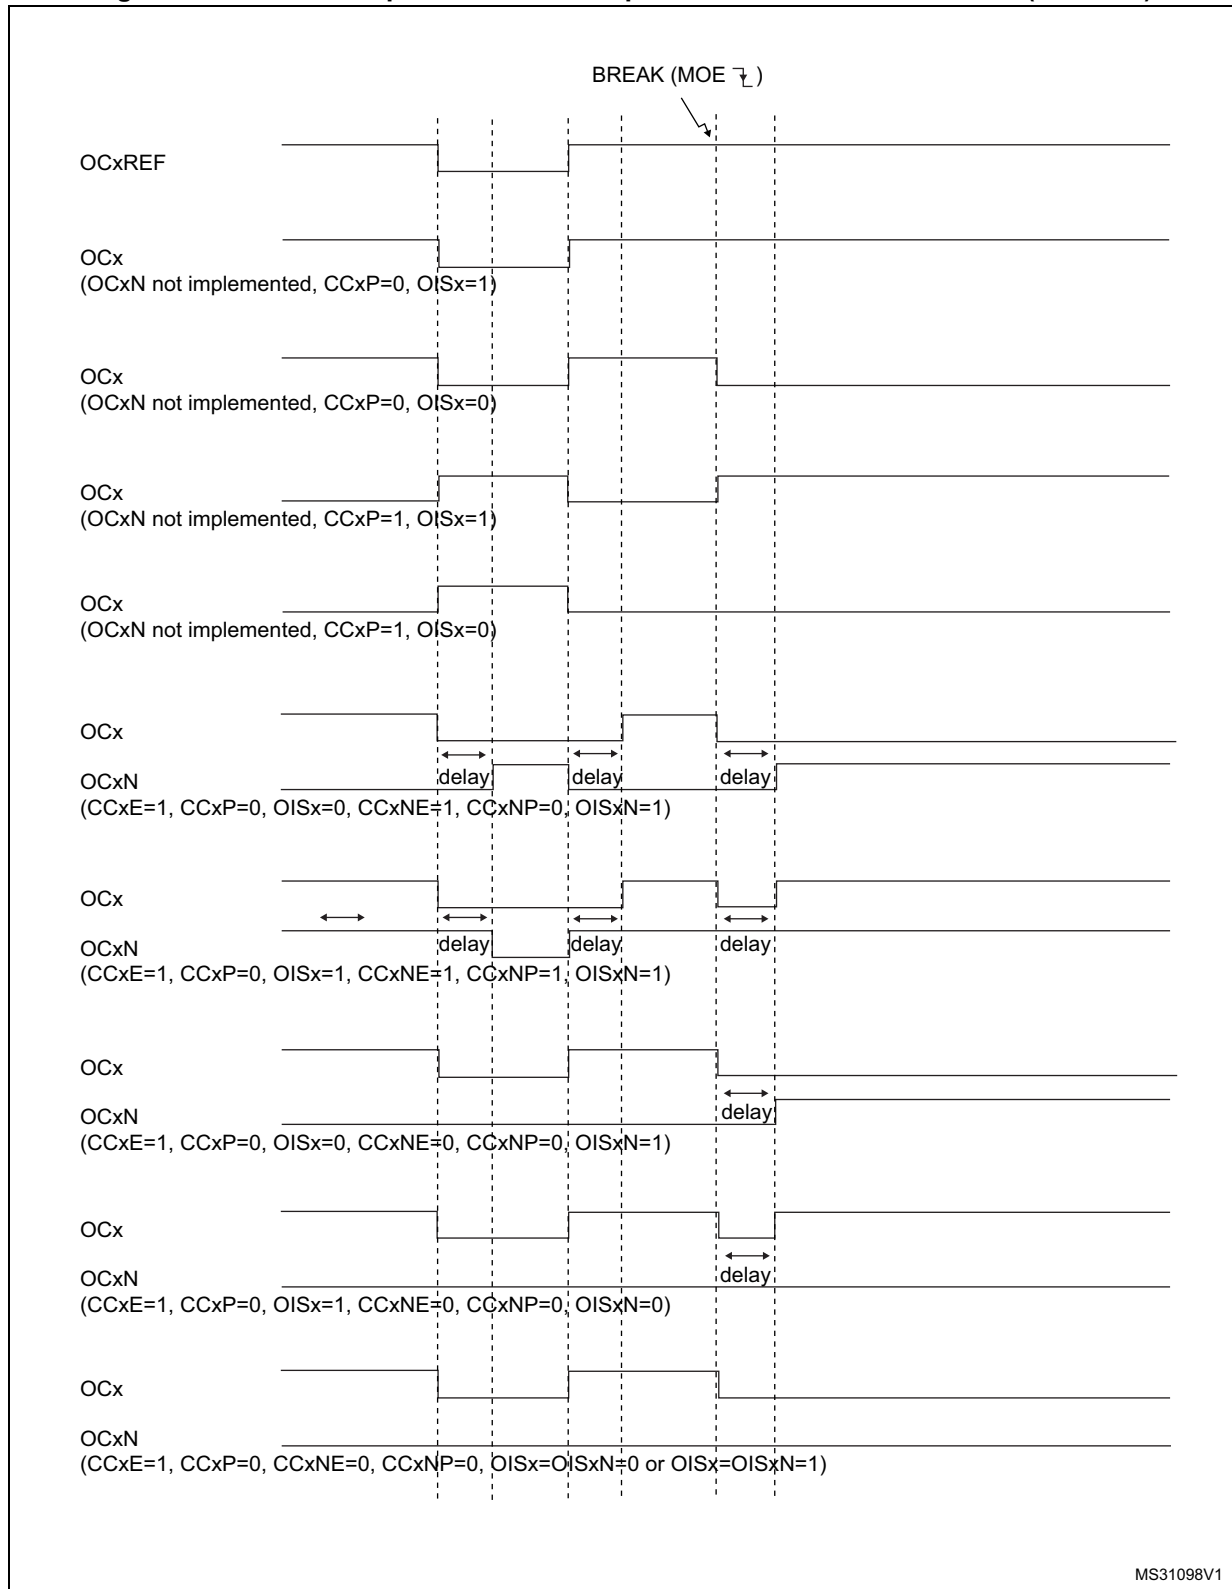 BREAK (MOE )
OCxREF
OCx
(OCxN not implemented, CCxP=0, OISx=1)
OCx
(OCxN not implemented, CCxP=0, OISx=0)
OCx
(OCxN not implemented, CCxP=1, OISx=1)
OCx
(OCxN not implemented, CCxP=1, OISx=0)
OCx
delay delay delay
OCxN
(CCxE=1, CCxP=0, OISx=0, CCxNE=1, CCxNP=0, OISxN=1)
OCx
delay delay delay
OCxN
(CCxE=1, CCxP=0, OISx=1, CCxNE=1, CCxNP=1, OISxN=1)
OCx
delay
OCxN
(CCxE=1, CCxP=0, OISx=0, CCxNE=0, CCxNP=0, OISxN=1)
OCx
delay
OCxN
(CCxE=1, CCxP=0, OISx=1, CCxNE=0, CCxNP=0, OISxN=0)
OCx
OCxN
(CCxE=1, CCxP=0, CCxNE=0, CCxNP=0, OISx=OISxN=0 or OISx=OISxN=1)
MS31098V1